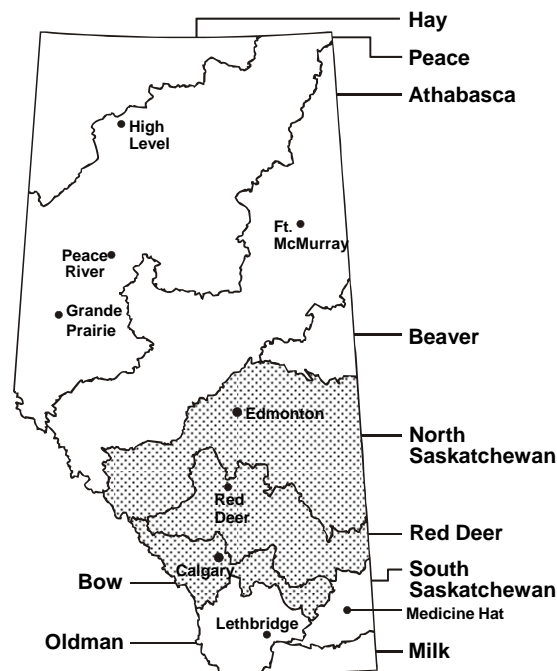 Hay
Peace
Athabasca
High
Level
Ft.
McMurray
Peace
River
Grande
Prairie
Beaver
Edmonton
North
Saskatchewan
Red
Deer
Red Deer
Calgary
South
Saskatchewan
Bow
Medicine Hat
Lethbridge
Oldman
Milk